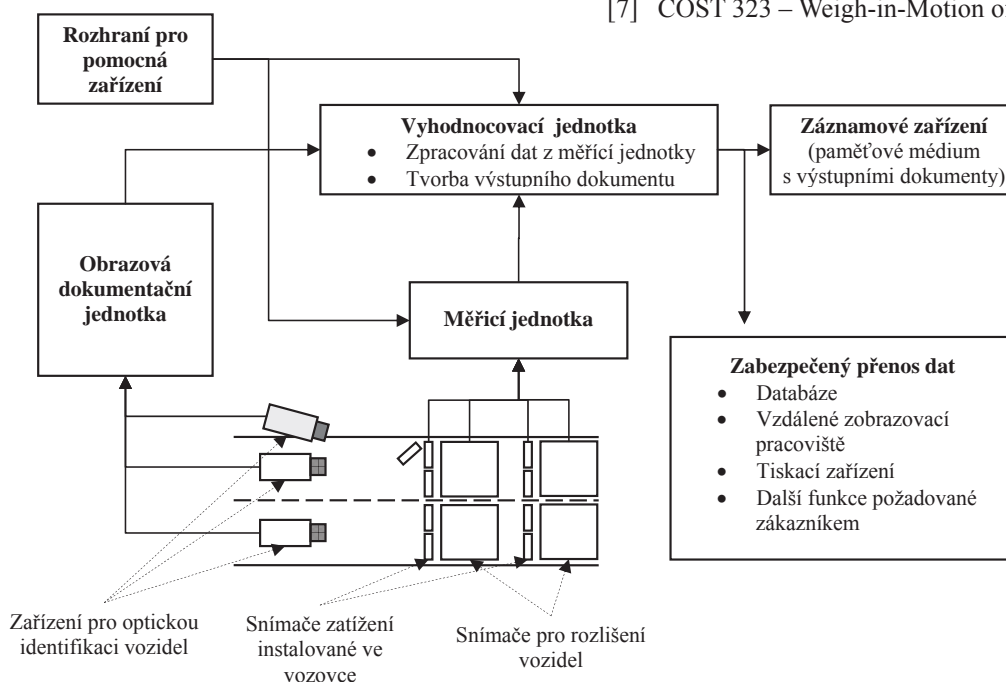 [7] COST 323 – Weigh-in-Motion o
Rozhraní pro
pomocná
zařízení
Vyhodnocovací jednotka
• Zpracování dat z měřící jednotky
• Tvorba výstupního dokumentu
Záznamové zařízení
(paměťové médium
s výstupními dokumenty)
Obrazová
dokumentační
jednotka
Měřicí jednotka
Zabezpečený přenos dat
• Databáze
• Vzdálené zobrazovací
pracoviště
• Tiskací zařízení
• Další funkce požadované
zákazníkem
Zařízení pro optickou
identifikaci vozidel
Snímače zatížení
instalované ve
vozovce
Snímače pro rozlišení
vozidel